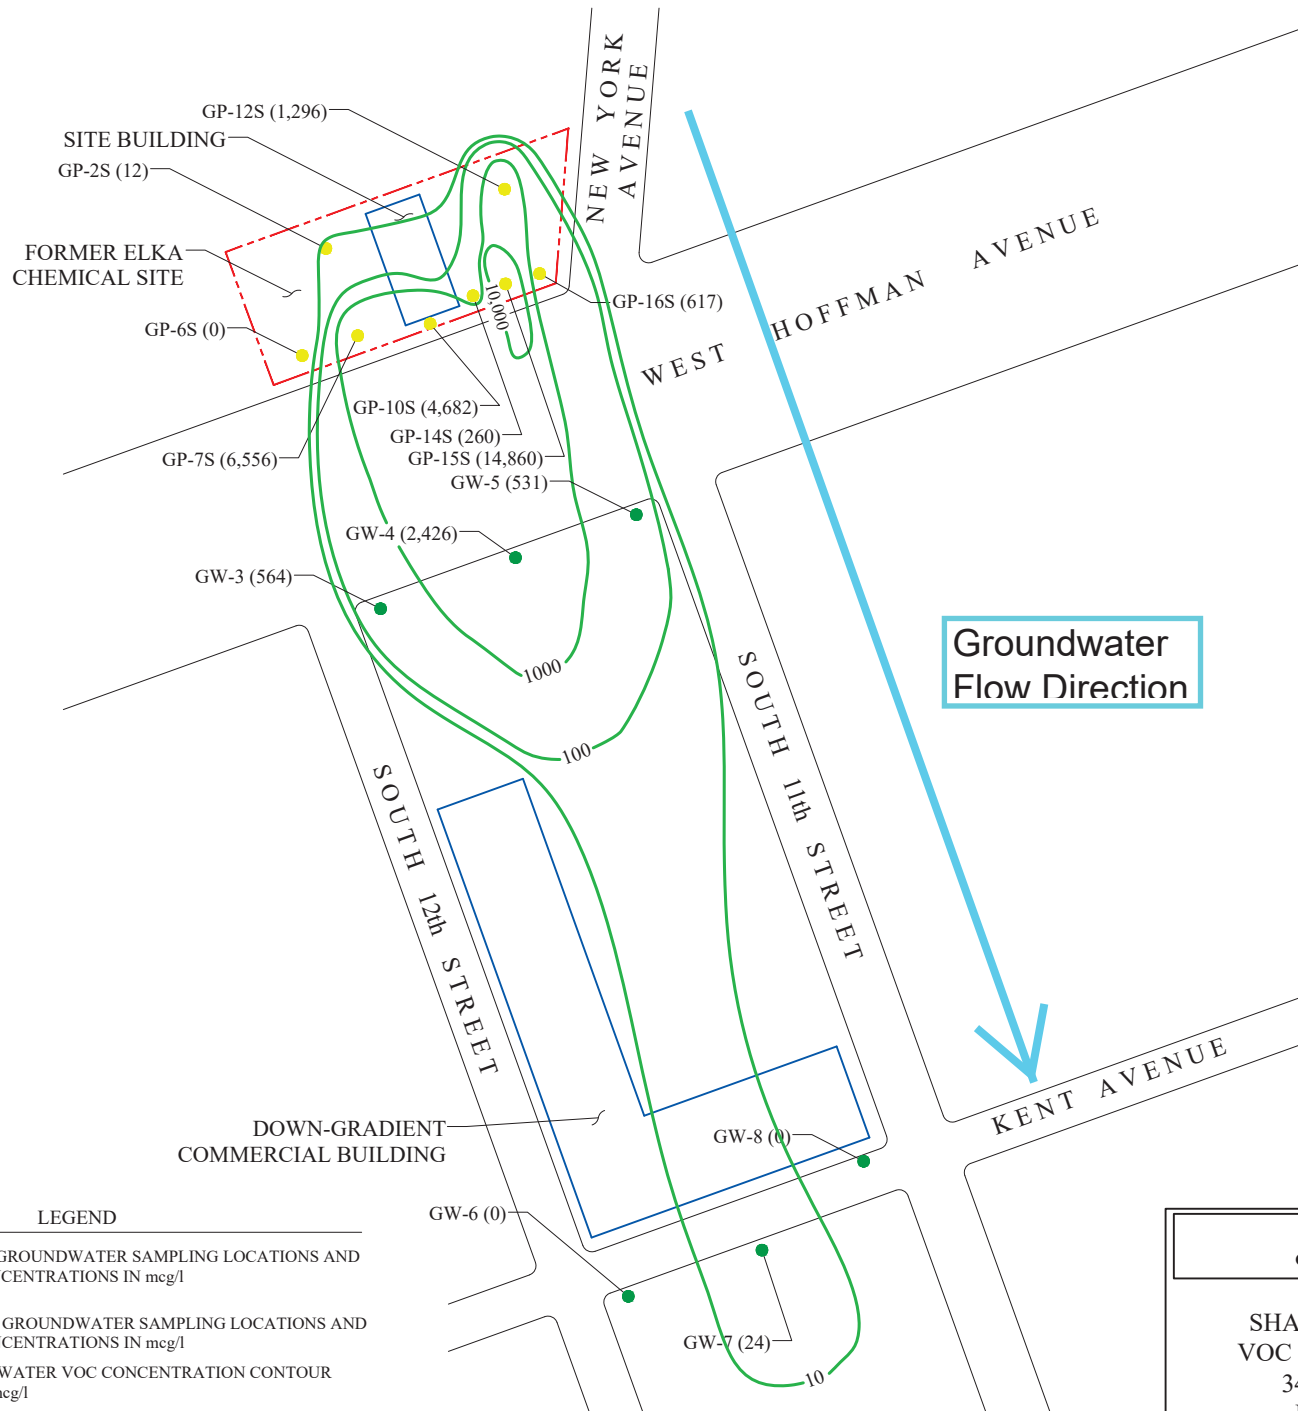 NEW YORK
AVENUE
GP-12S (1,296)
SITE BUILDING
GP-2S (12)
FORMER ELKA
CHEMICAL SITE
GP-6S (0)
10,000
GP-16S (617)
WEST HOFFMAN AVENUE
GP-10S (4,682)
GP-14S (260)
GP-15S (14,860)
GP-7S (6,556)
GW-5 (531)
GW-4 (2,426)
GW-3 (564)
1000
100
Groundwater
Flow Direction
SOUTH 11th STREET
SOUTH 12th STREET
KENT AVENUE
DOWN-GRADIENT
COMMERCIAL BUILDING
GW-8 (0)
GW-6 (0)
GW-7 (24)
10
LEGEND
GROUNDWATER SAMPLING LOCATIONS AND
CENTRATIONS IN mcg/l
GROUNDWATER SAMPLING LOCATIONS AND
CENTRATIONS IN mcg/l
WATER VOC CONCENTRATION CONTOUR
mcg/l
SHA
VOC
34